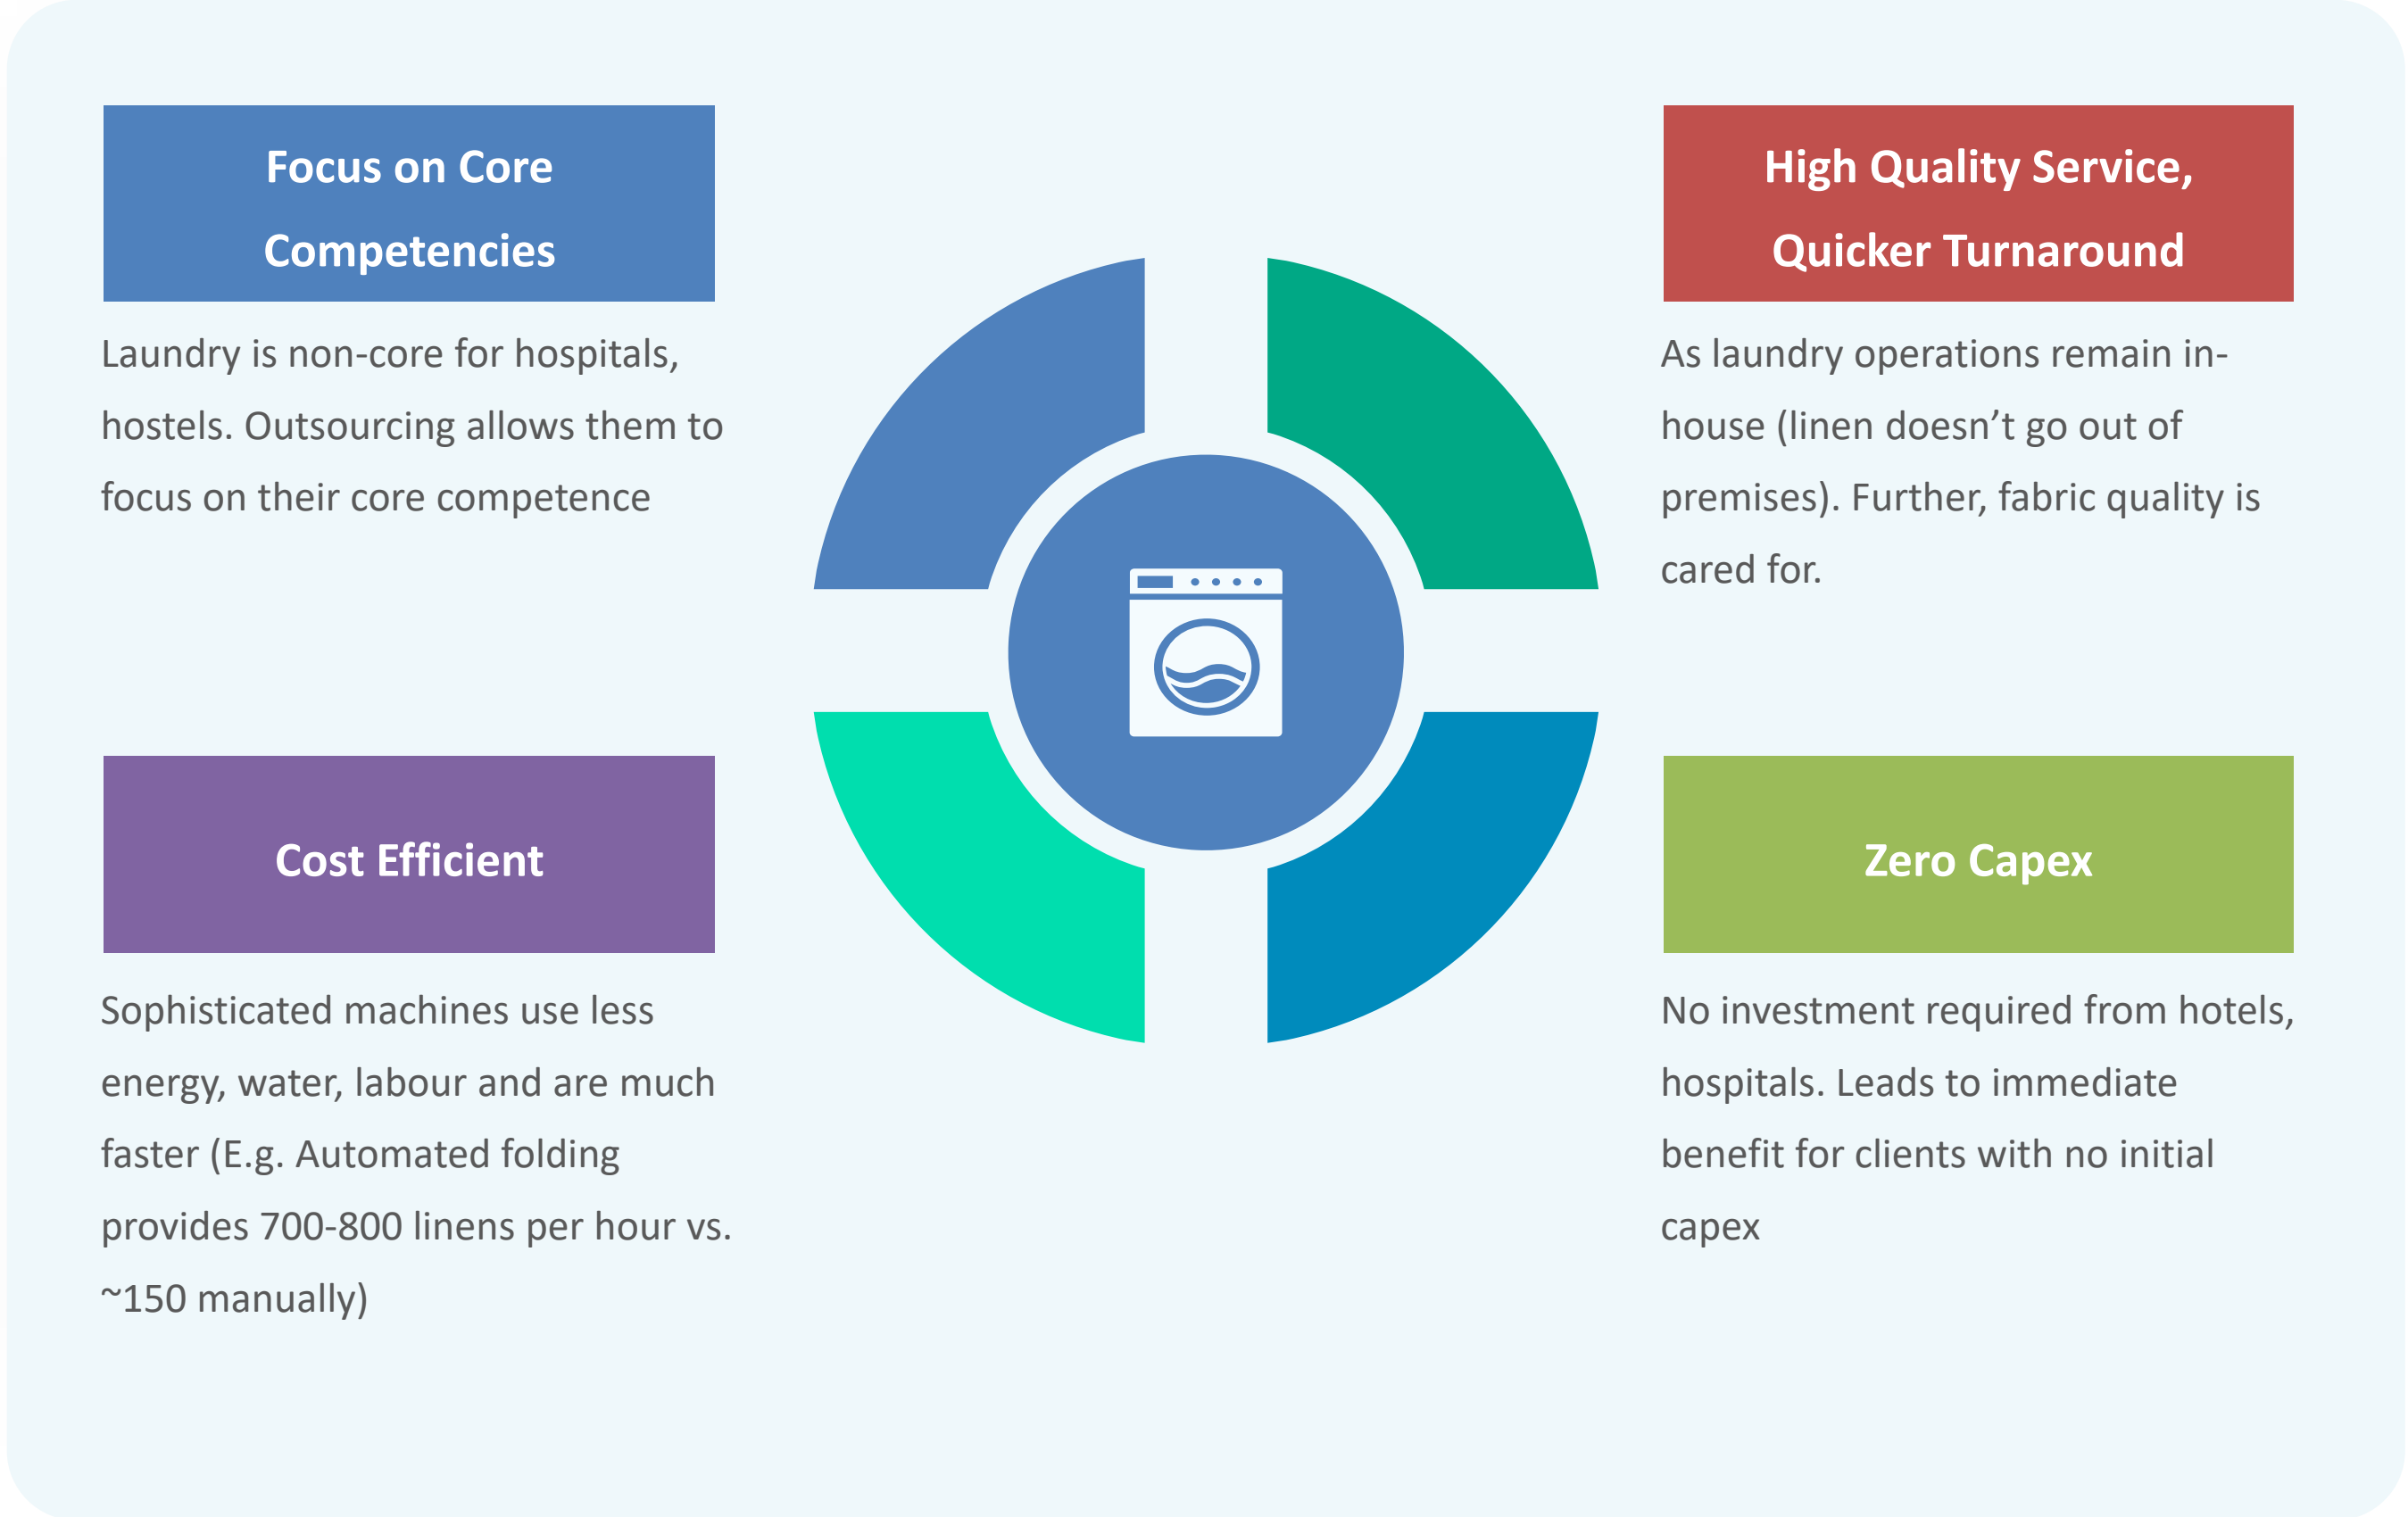 Focus on Core
Competencies
Laundry is non-core for hospitals,
hostels. Outsourcing allows them to
focus on their core competence
High Quality Service,
Quicker Turnaround
As laundry operations remain in-
house (linen doesn’t go out of
premises). Further, fabric quality is
cared for.
Cost Efficient
Sophisticated machines use less
energy, water, labour and are much
faster (E.g. Automated folding
provides 700-800 linens per hour vs.
~150 manually)
Zero Capex
No investment required from hotels,
hospitals. Leads to immediate
benefit for clients with no initial
capex